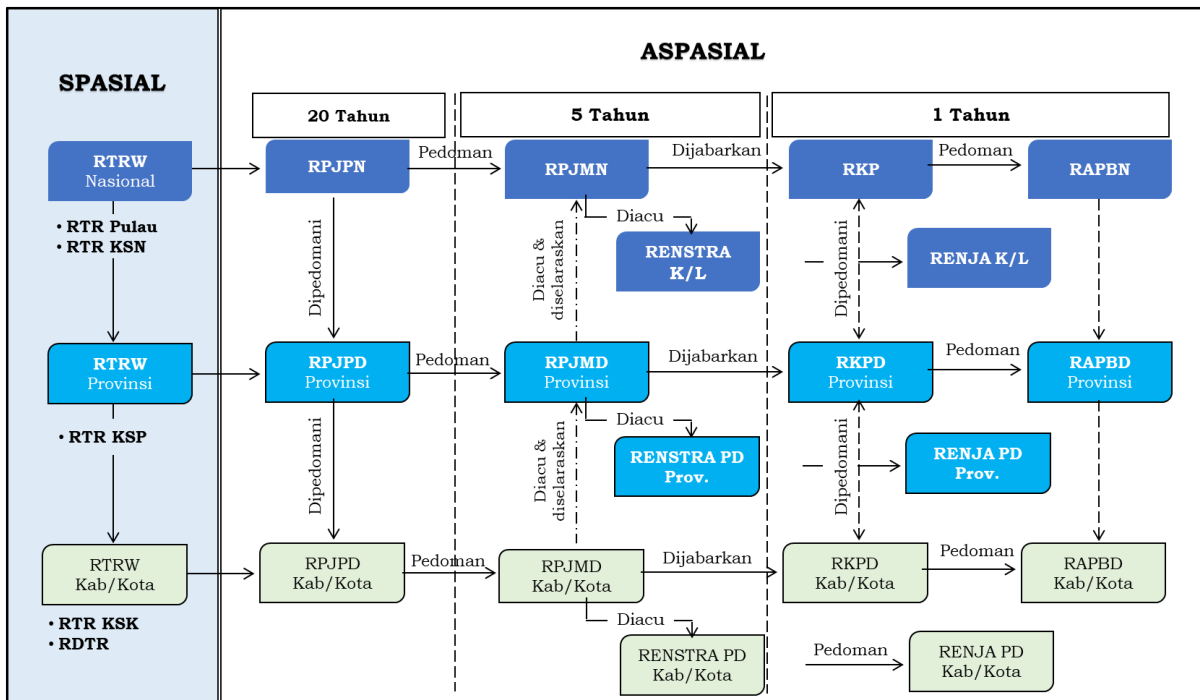 SPASIAL
ASPASIAL
20 Tahun
5 Tahun
1 Tahun
RTRW
Nasional
RPJPN
Pedoman
RPJMN
Dijabarkan
RKP
Pedoman
RAPBN
• RTR Pulau
• RTR KSN
Dipedomani
Diacu &
diselaraskan
Diacu
RENSTRA
K/L
Dipedomani
RENJA K/L
RTRW
Provinsi
RPJPD
Provinsi
Pedoman
RPJMD
Provinsi
Dijabarkan
RKPD
Provinsi
Pedoman
RAPBD
Provinsi
• RTR KSP
Dipedomani
Diacu &
diselaraskan
Diacu
RENSTRA PD
Prov.
Dipedomani
RENJA PD
Prov.
RTRW
Kab/Kota
RPJPD
Kab/Kota
Pedoman
RPJMD
Kab/Kota
Dijabarkan
RKPD
Kab/Kota
Pedoman
RAPBD
Kab/Kota
• RTR KSK
• RDTR
Diacu
RENSTRA PD
Kab/Kota
Pedoman
RENJA PD
Kab/Kota